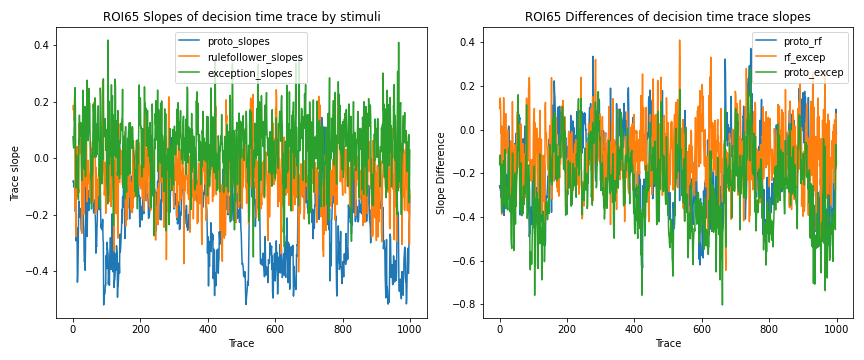 ROI65 Slopes of decision time trace by stimuli
proto_slopes
rulefollower_slopes
exception_slopes
0.4
0.2
0.0
−0.2
−0.4
Trace slope
0
200
400
600
800
1000
Trace
ROI65 Differences of decision time trace slopes
proto_rf
rf_excep
proto_excep
0.4
0.2
0.0
−0.2
−0.4
−0.6
−0.8
Slope Difference
0
200
400
600
800
1000
Trace